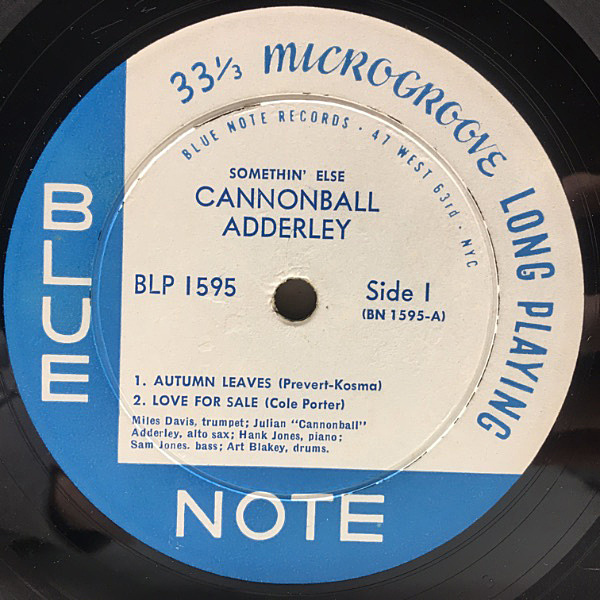 33⅓ MICROGROOVE LONG PLAYING
BLUE NOTE RECORDS · 47 WEST 63rd · NYC
SOMETHIN' ELSE
CANNONBALL
ADDERLEY
BLP 1595
Side 1
(BN 1595-A)
1. AUTUMN LEAVES (Prevert-Kosma)
2. LOVE FOR SALE (Cole Porter)
Miles Davis, trumpet; Julian "Cannonball"
Adderley, alto sax; Hank Jones, piano;
Sam Jones, bass; Art Blakey, drums.
BLUE
NOTE